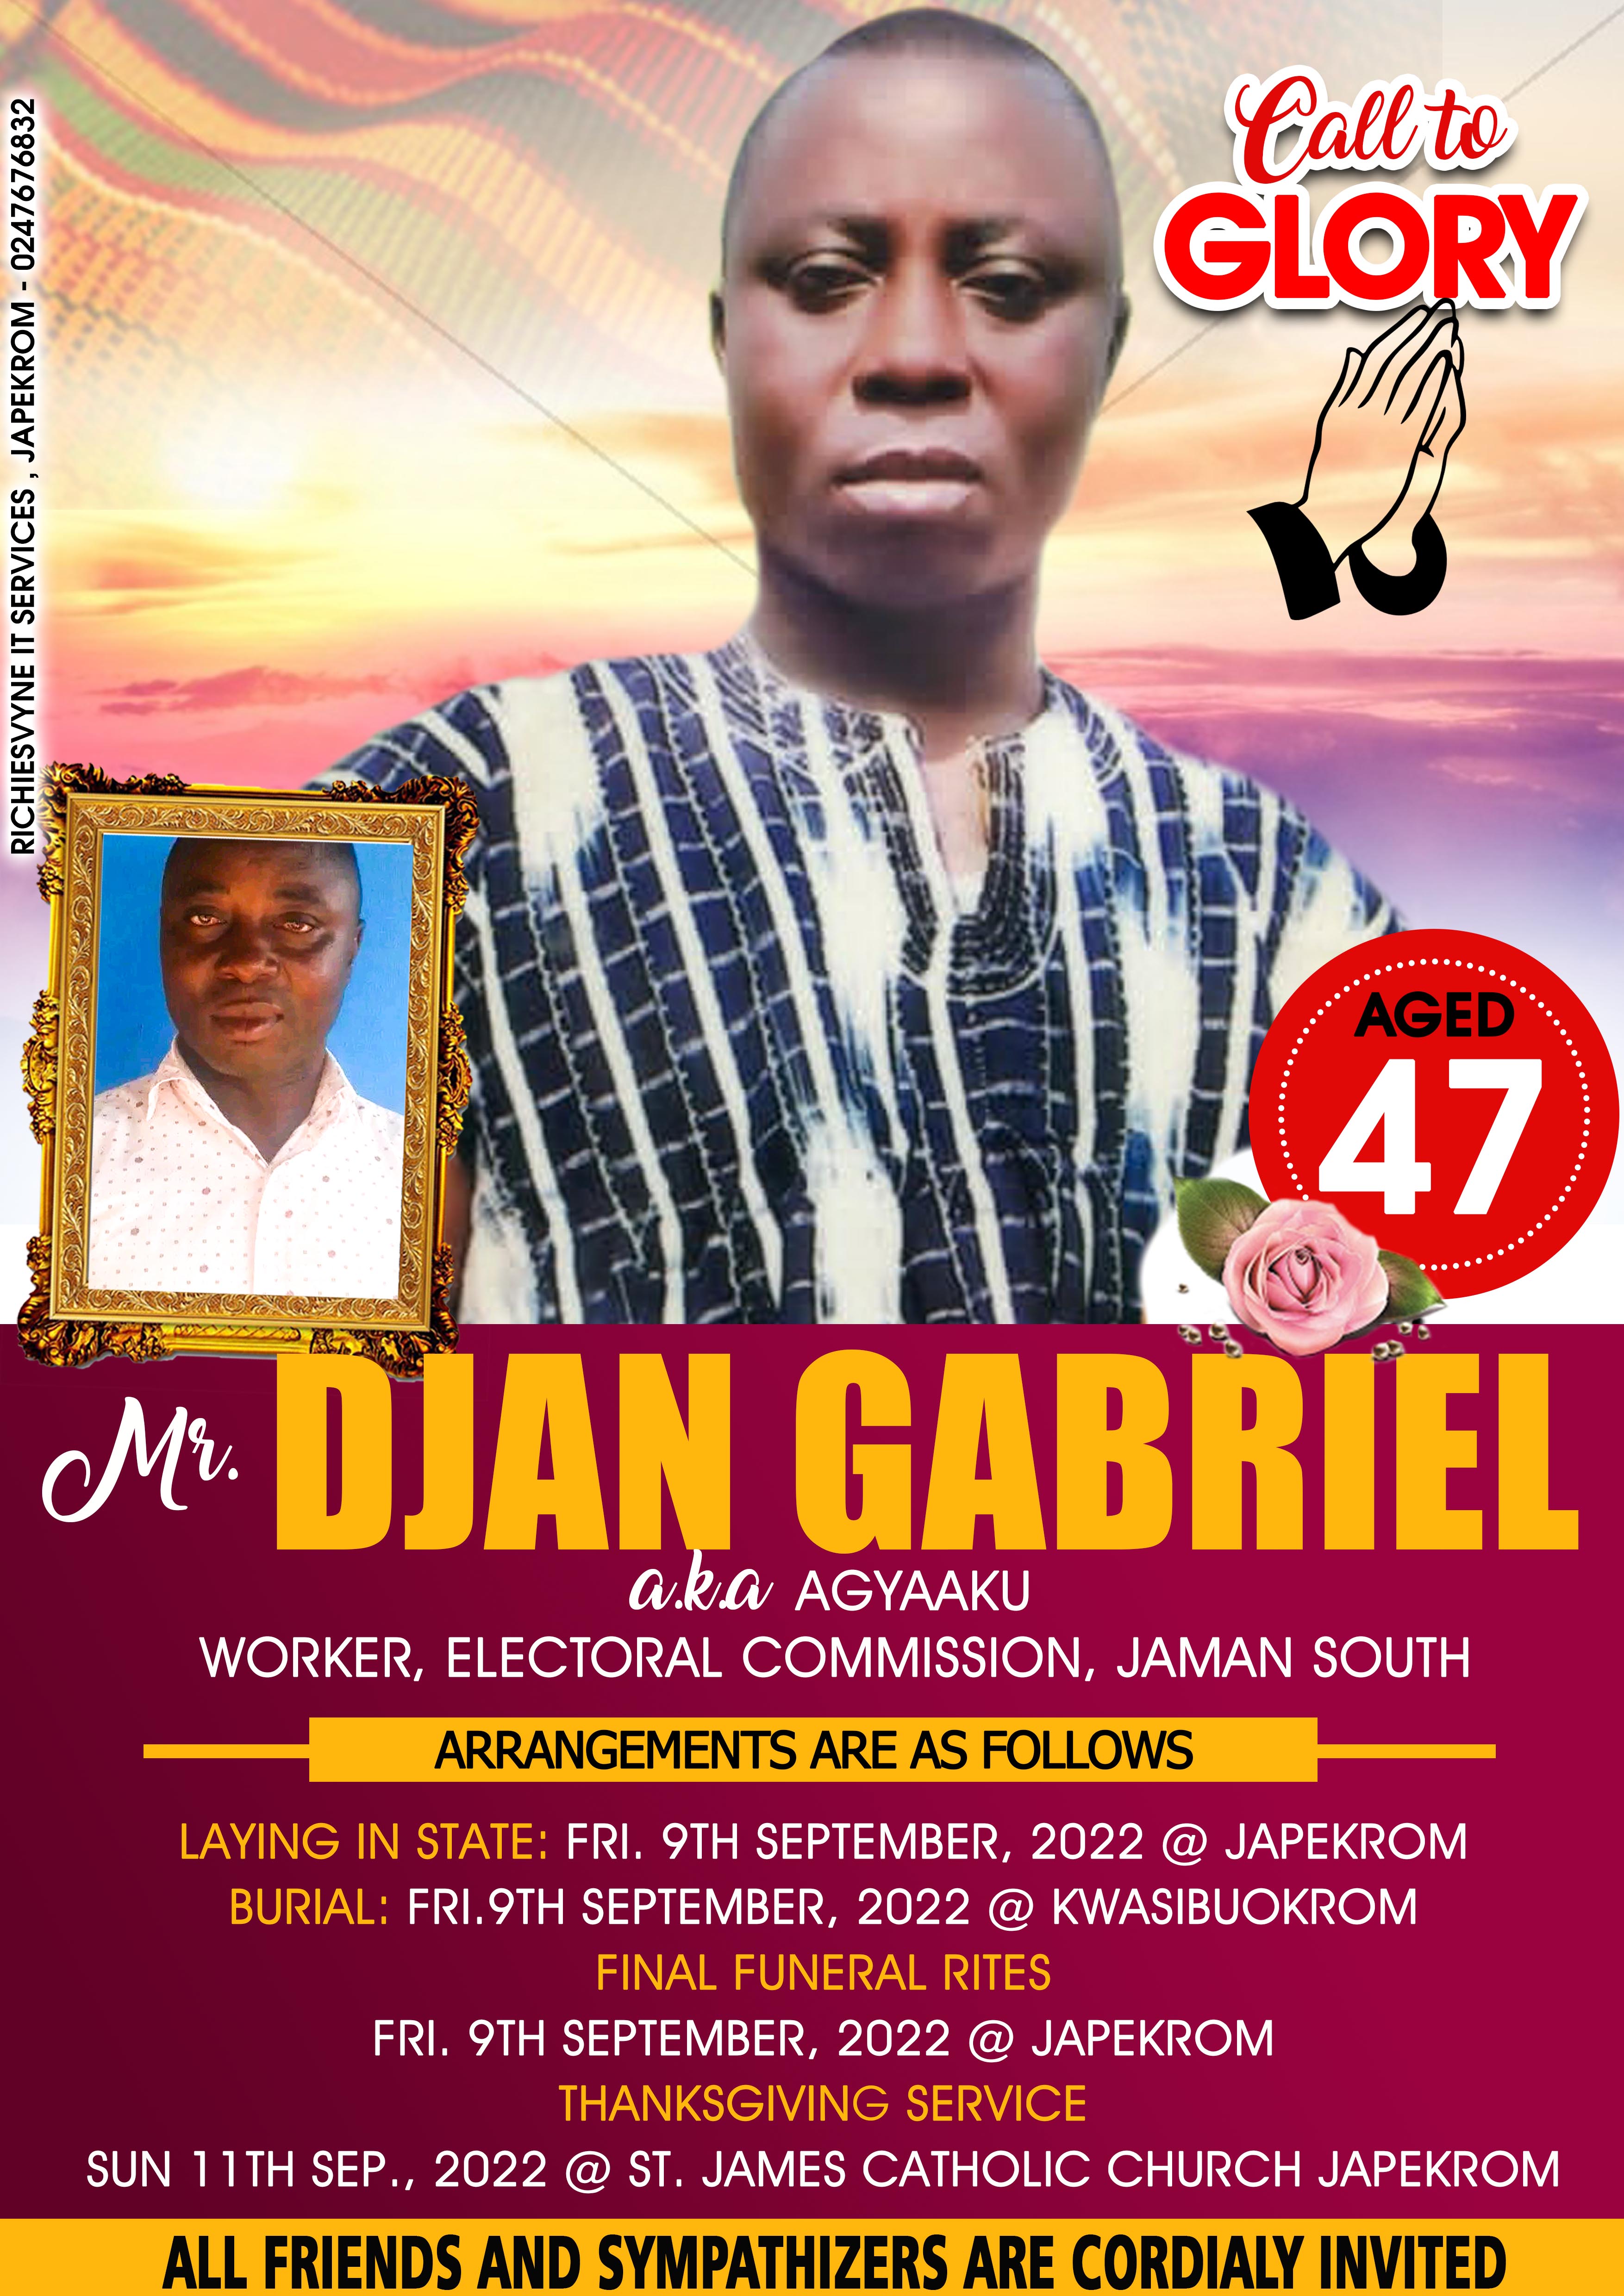 RICHIESVYNE IT SERVICES , JAPEKROM - 0247676832
Call to
GLORY
AGED
47
Mr. DJAN GABRIEL
a.k.a AGYAAKU
WORKER, ELECTORAL COMMISSION, JAMAN SOUTH
ARRANGEMENTS ARE AS FOLLOWS
LAYING IN STATE: FRI. 9TH SEPTEMBER, 2022 @ JAPEKROM
BURIAL: FRI.9TH SEPTEMBER, 2022 @ KWASIBUOKROM
FINAL FUNERAL RITES
FRI. 9TH SEPTEMBER, 2022 @ JAPEKROM
THANKSGIVING SERVICE
SUN 11TH SEP., 2022 @ ST. JAMES CATHOLIC CHURCH JAPEKROM
ALL FRIENDS AND SYMPATHIZERS ARE CORDIALY INVITED